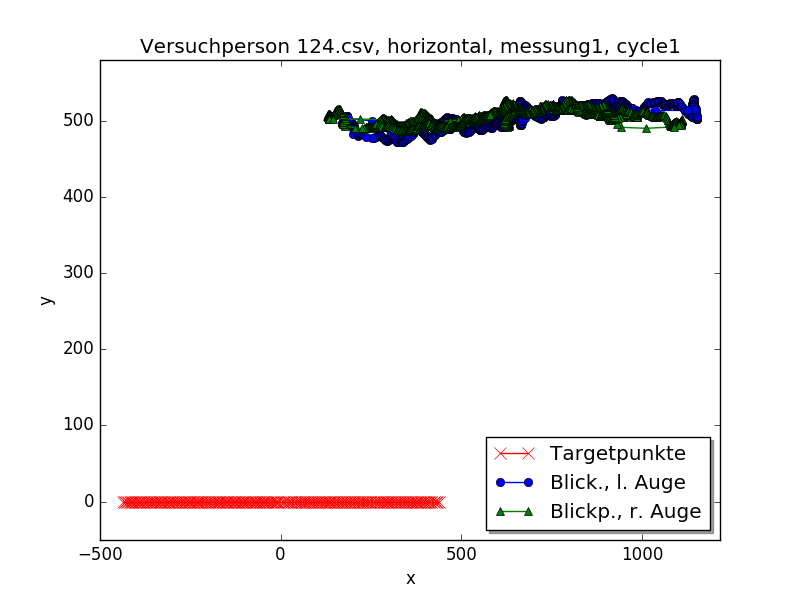 Versuchperson 124.csv, horizontal, messung1, cycle1
500
400
300
200
100
0
y
−500
0
500
1000
x
Targetpunkte
Blick., l. Auge
Blickp., r. Auge